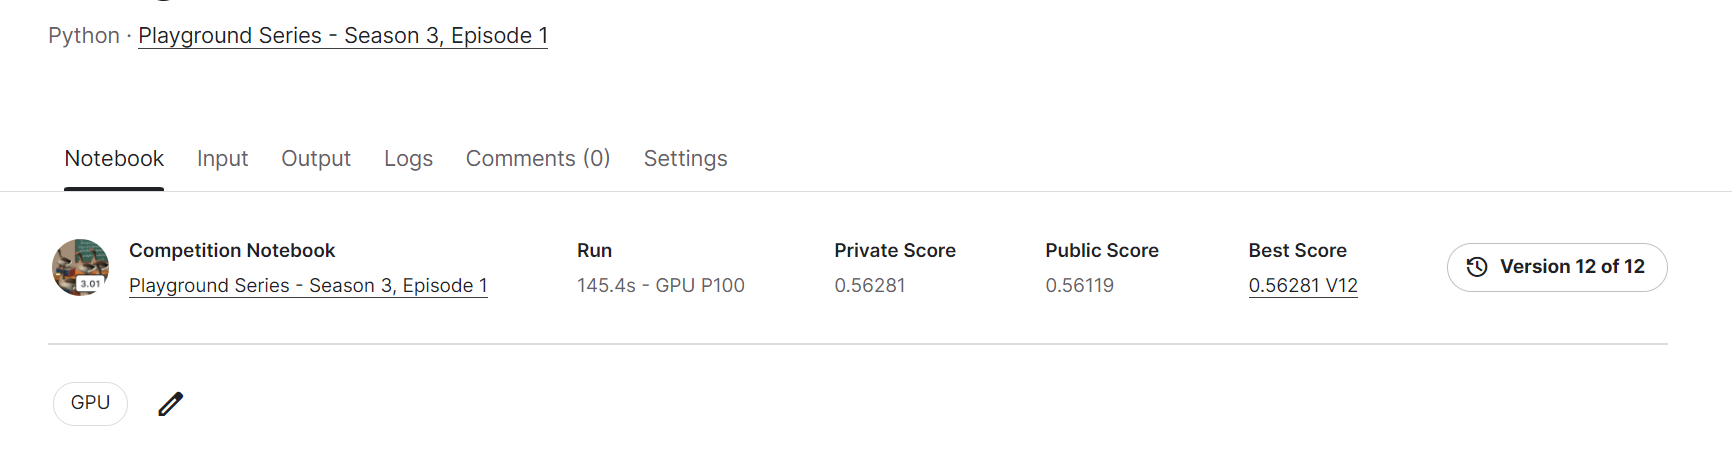 Python · Playground Series - Season 3, Episode 1
Notebook Input Output Logs Comments (0) Settings
Competition Notebook Run Private Score Public Score Best Score
3.01 Playground Series - Season 3, Episode 1 145.4s - GPU P100 0.56281 0.56119 0.56281 V12 Version 12 of 12
GPU